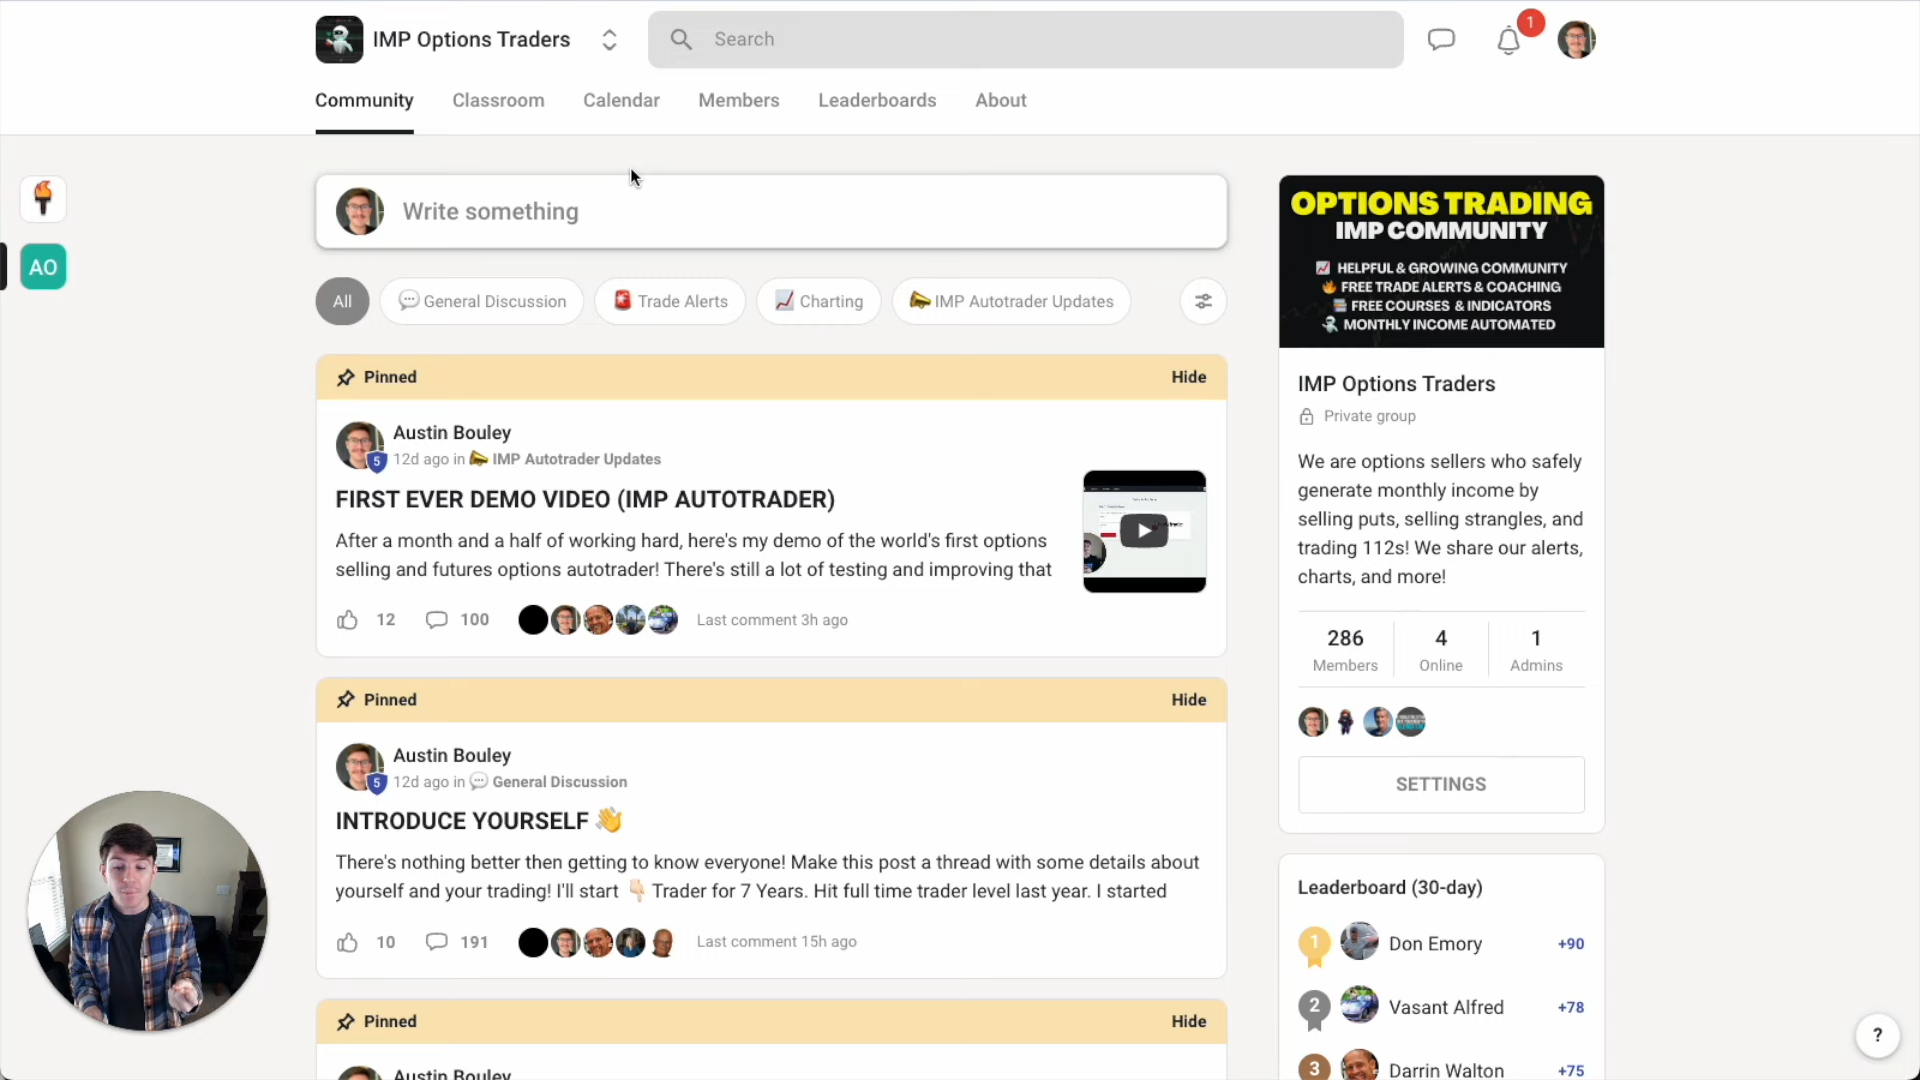 IMP Options Traders
Search
1
Community
Classroom
Calendar
Members
Leaderboards
About
AO
Write something
All
General Discussion
Trade Alerts
Charting
IMP Autotrader Updates
Pinned
Hide
Austin Bouley
5
12d ago in IMP Autotrader Updates
FIRST EVER DEMO VIDEO (IMP AUTOTRADER)
After a month and a half of working hard, here's my demo of the world's first options
selling and futures options autotrader! There's still a lot of testing and improving that
12
100
Last comment 3h ago
Pinned
Hide
Austin Bouley
5
12d ago in General Discussion
INTRODUCE YOURSELF
There's nothing better then getting to know everyone! Make this post a thread with some details about
yourself and your trading! I'll start Trader for 7 Years. Hit full time trader level last year. I started
10
191
Last comment 15h ago
Pinned
Hide
Austin Bouley
OPTIONS TRADING
IMP COMMUNITY
HELPFUL & GROWING COMMUNITY
FREE TRADE ALERTS & COACHING
FREE COURSES & INDICATORS
MONTHLY INCOME AUTOMATED
IMP Options Traders
Private group
We are options sellers who safely
generate monthly income by
selling puts, selling strangles, and
trading 112s! We share our alerts,
charts, and more!
286
Members
4
Online
1
Admins
SETTINGS
Leaderboard (30-day)
1
Don Emory
+90
2
Vasant Alfred
+78
3
Darrin Walton
+75
?